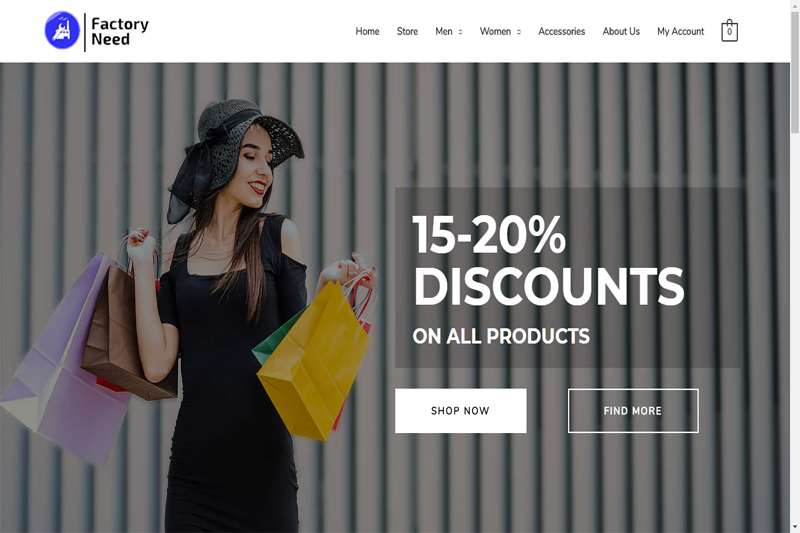 Factory
Need
Home Store Men Women Accessories About Us My Account 0
15-20%
DISCOUNTS
ON ALL PRODUCTS
SHOP NOW FIND MORE